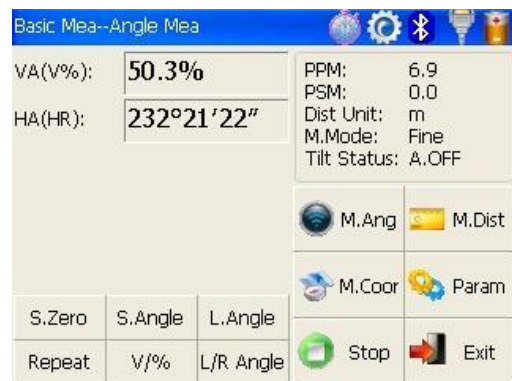 Basic Mea--Angle Mea
VA(V%): 50.3%
HA(HR): 232°21'22"
PPM: 6.9
PSM: 0.0
Dist Unit: m
M.Mode: Fine
Tilt Status: A.OFF
M.Ang M.Dist
M.Coor Param
S.Zero S.Angle L.Angle
Repeat V/% L/R Angle
Stop Exit